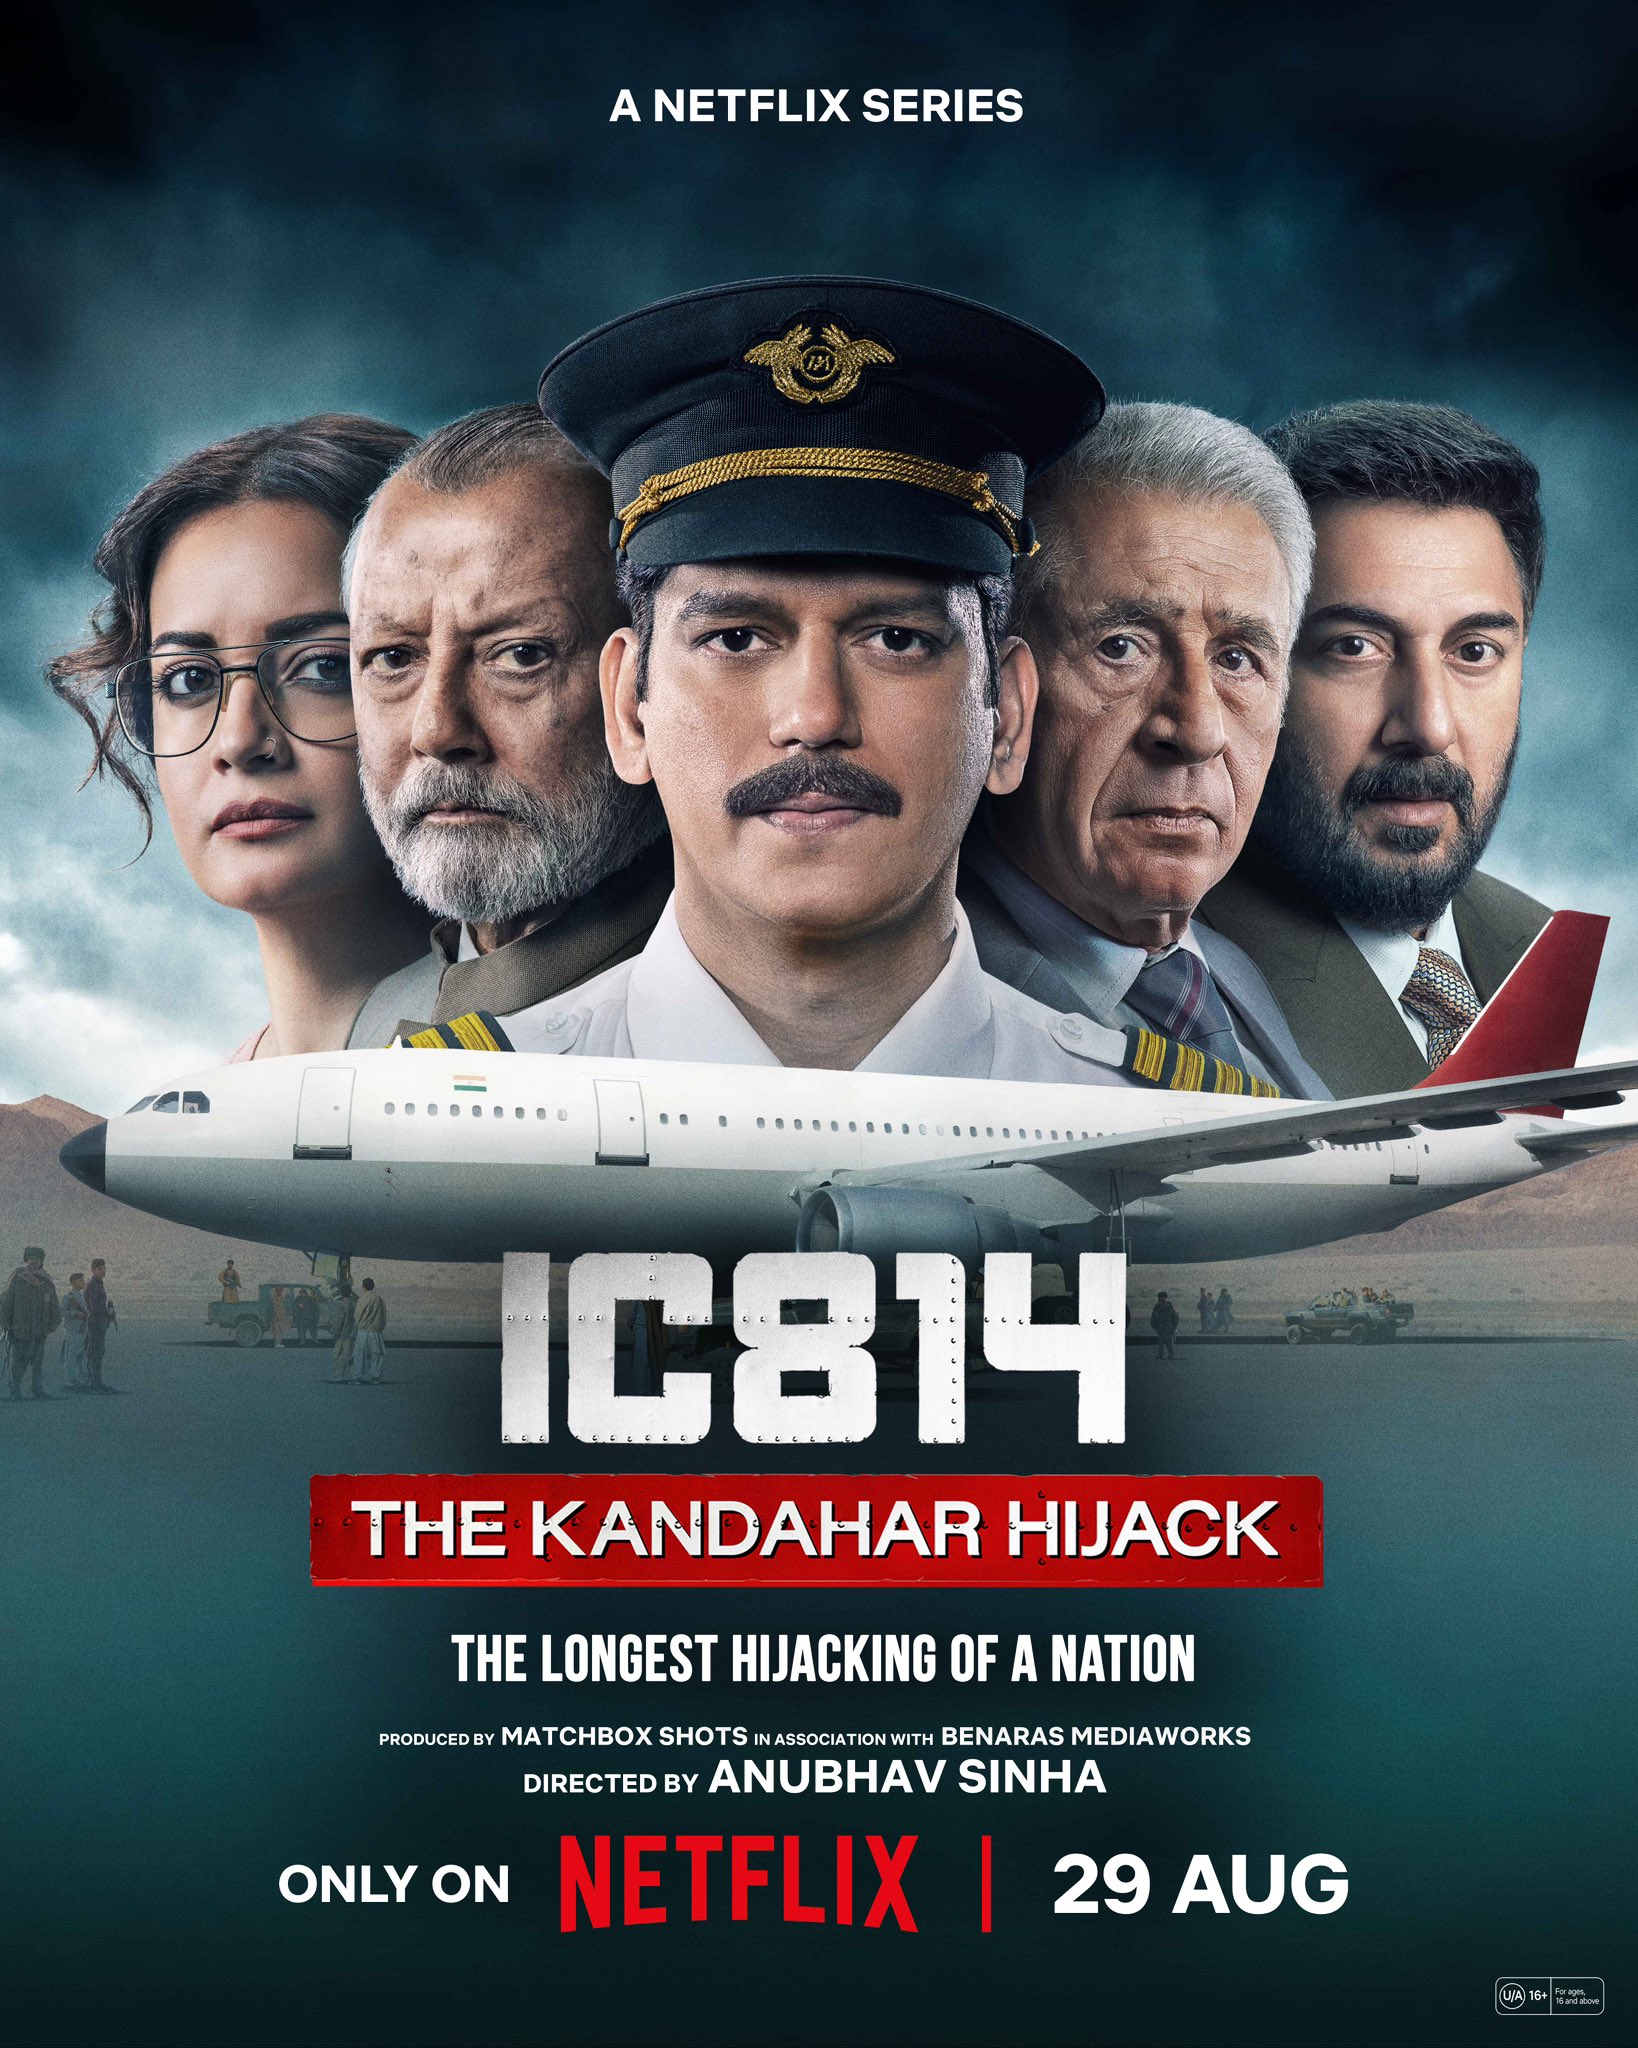 A NETFLIX SERIES
IC814
THE KANDAHAR HIJACK
THE LONGEST HIJACKING OF A NATION
PRODUCED BY MATCHBOX SHOTS IN ASSOCIATION WITH BENARAS MEDIAWORKS
DIRECTED BY ANUBHAV SINHA
ONLY ON NETFLIX | 29 AUG
U/A 16+ For ages,
16 and above